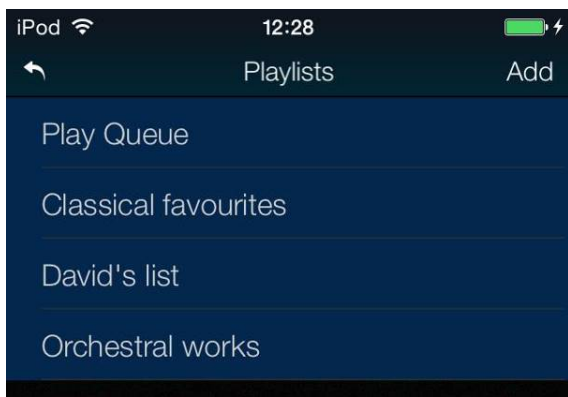 iPod 12:28
Playlists Add
Play Queue
Classical favourites
David's list
Orchestral works